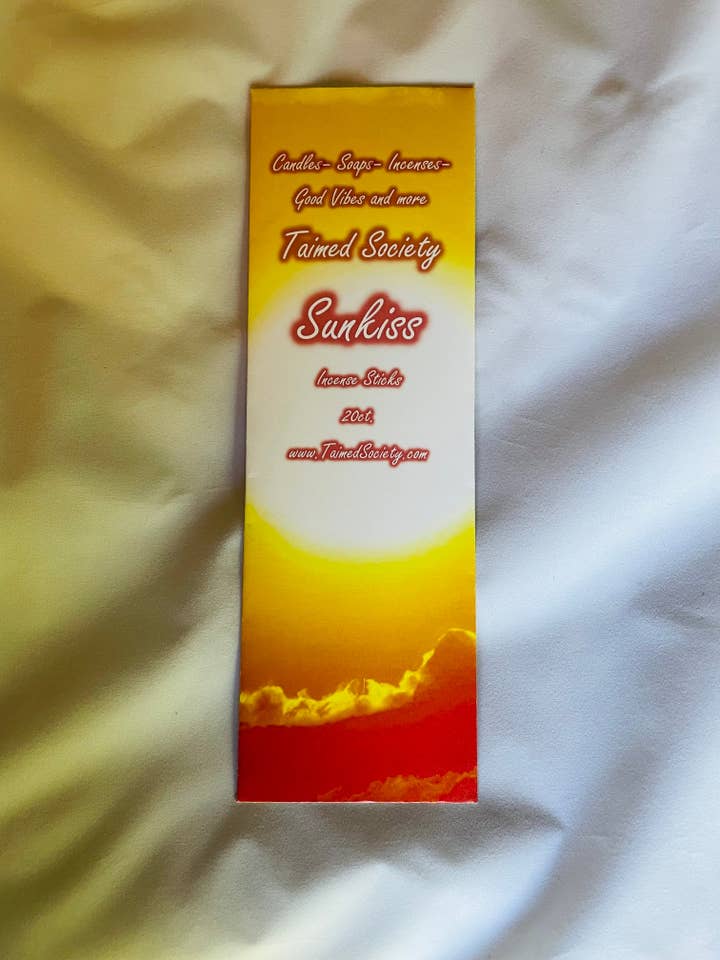 Candles- Soaps- Incenses-
Good Vibes and more
Taimed Society
Sunkiss
Incense Sticks
20ct.
www.TaimedSociety.com